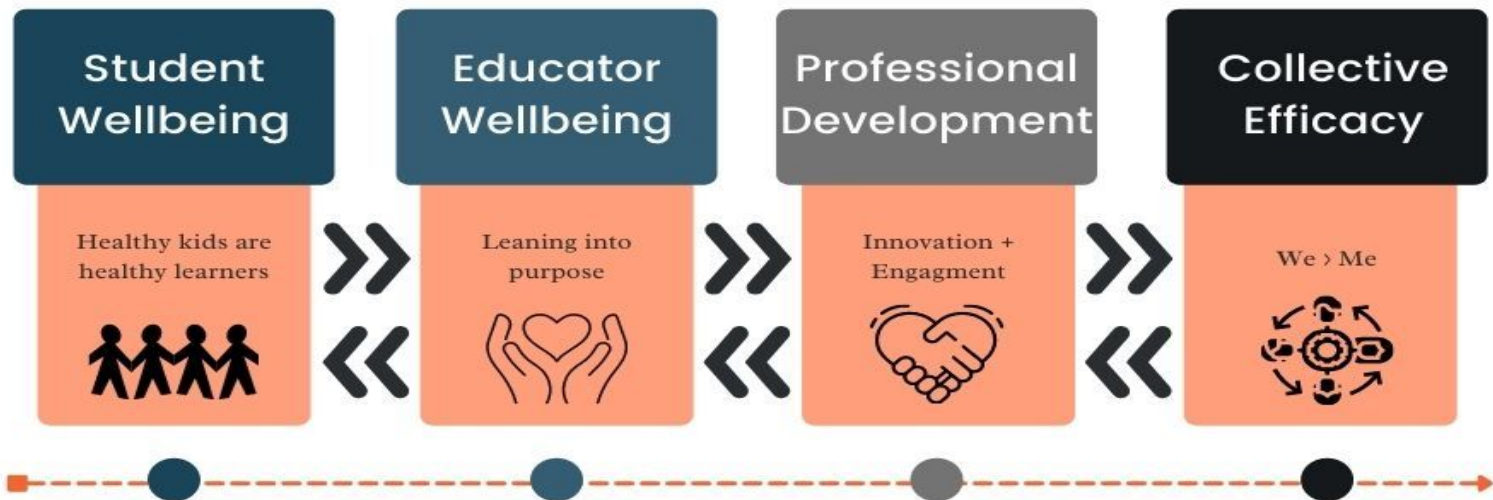 Student
Wellbeing
Healthy kids are
healthy learners
Educator
Wellbeing
Leaning into
purpose
Professional
Development
Innovation +
Engagment
Collective
Efficacy
We > Me